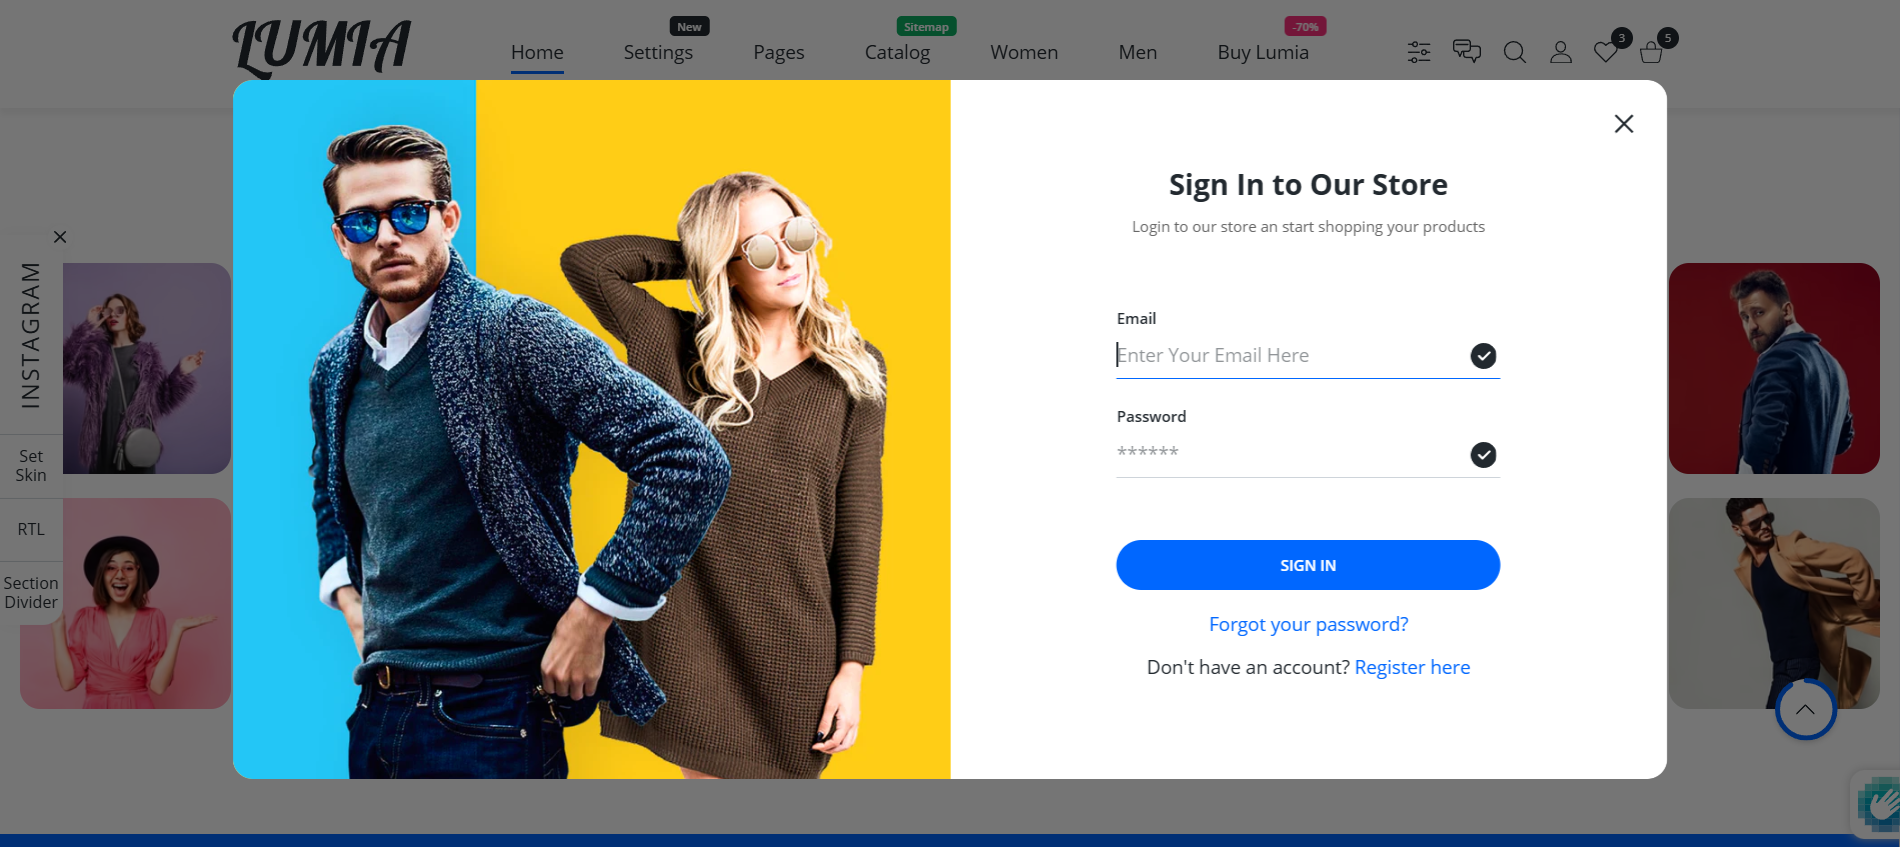 LUMIA
New
Sitemap
-70%
Home
Settings
Pages
Catalog
Women
Men
Buy Lumia
3
5
Sign In to Our Store
Login to our store an start shopping your products
Email
Enter Your Email Here
Password
******
SIGN IN
Forgot your password?
Don't have an account? Register here
INSTAGRAM
Set
Skin
RTL
Section
Divider